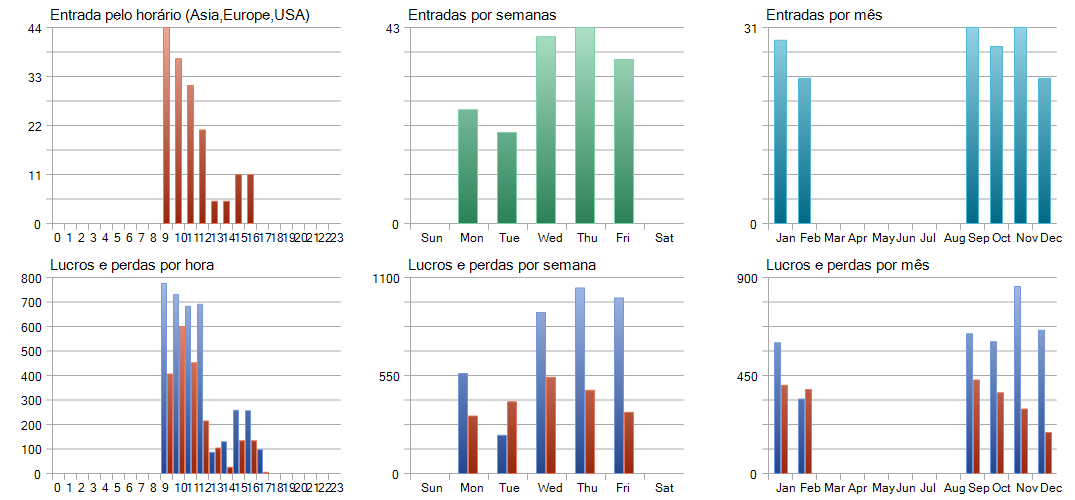 Entrada pelo horário (Asia,Europe,USA)
44
33
22
11
0
0 1 2 3 4 5 6 7 8 9 10 11 12 13 14 15 16 17 18 19 20 21 22 23
Entradas por semanas
43
0
Sun Mon Tue Wed Thu Fri Sat
Entradas por mês
31
0
Jan Feb Mar Apr May Jun Jul Aug Sep Oct Nov Dec
Lucros e perdas por hora
800
700
600
500
400
300
200
100
0
0 1 2 3 4 5 6 7 8 9 10 11 12 13 14 15 16 17 18 19 20 21 22 23
Lucros e perdas por semana
1100
550
0
Sun Mon Tue Wed Thu Fri Sat
Lucros e perdas por mês
900
450
0
Jan Feb Mar Apr May Jun Jul Aug Sep Oct Nov Dec